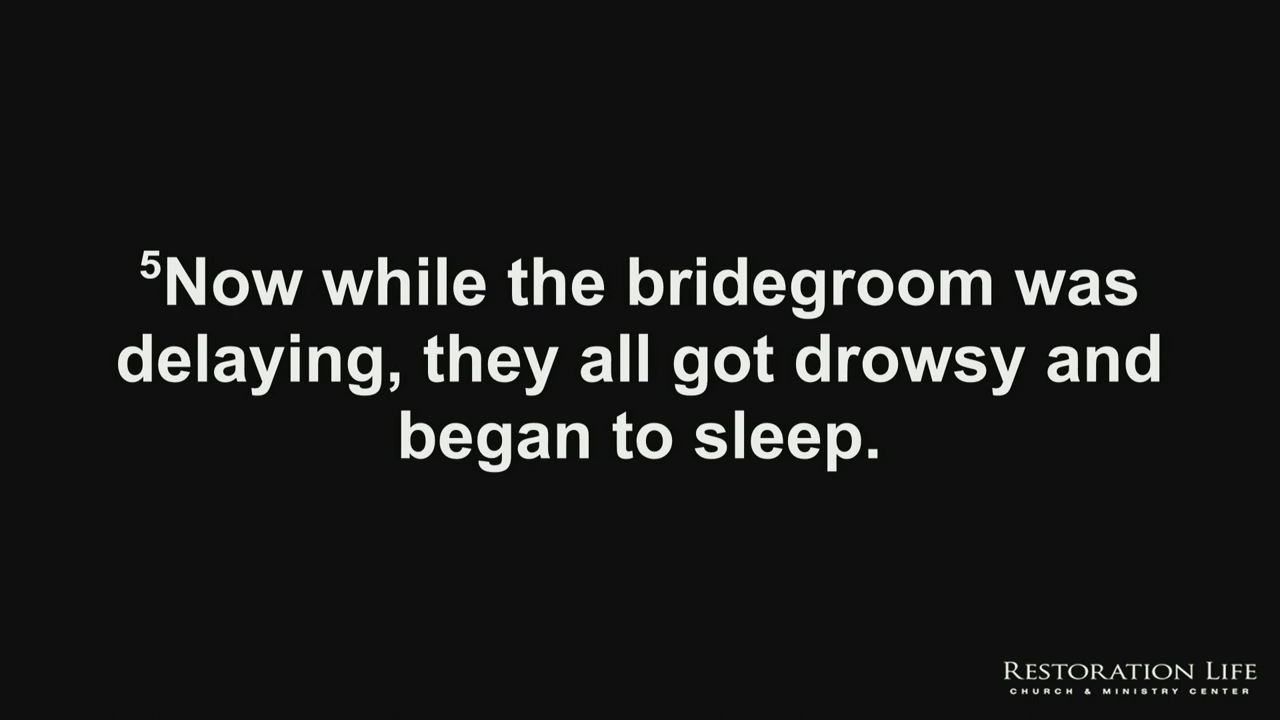 ⁵Now while the bridegroom was
delaying, they all got drowsy and
began to sleep.
RESTORATION LIFE
CHURCH & MINISTRY CENTER